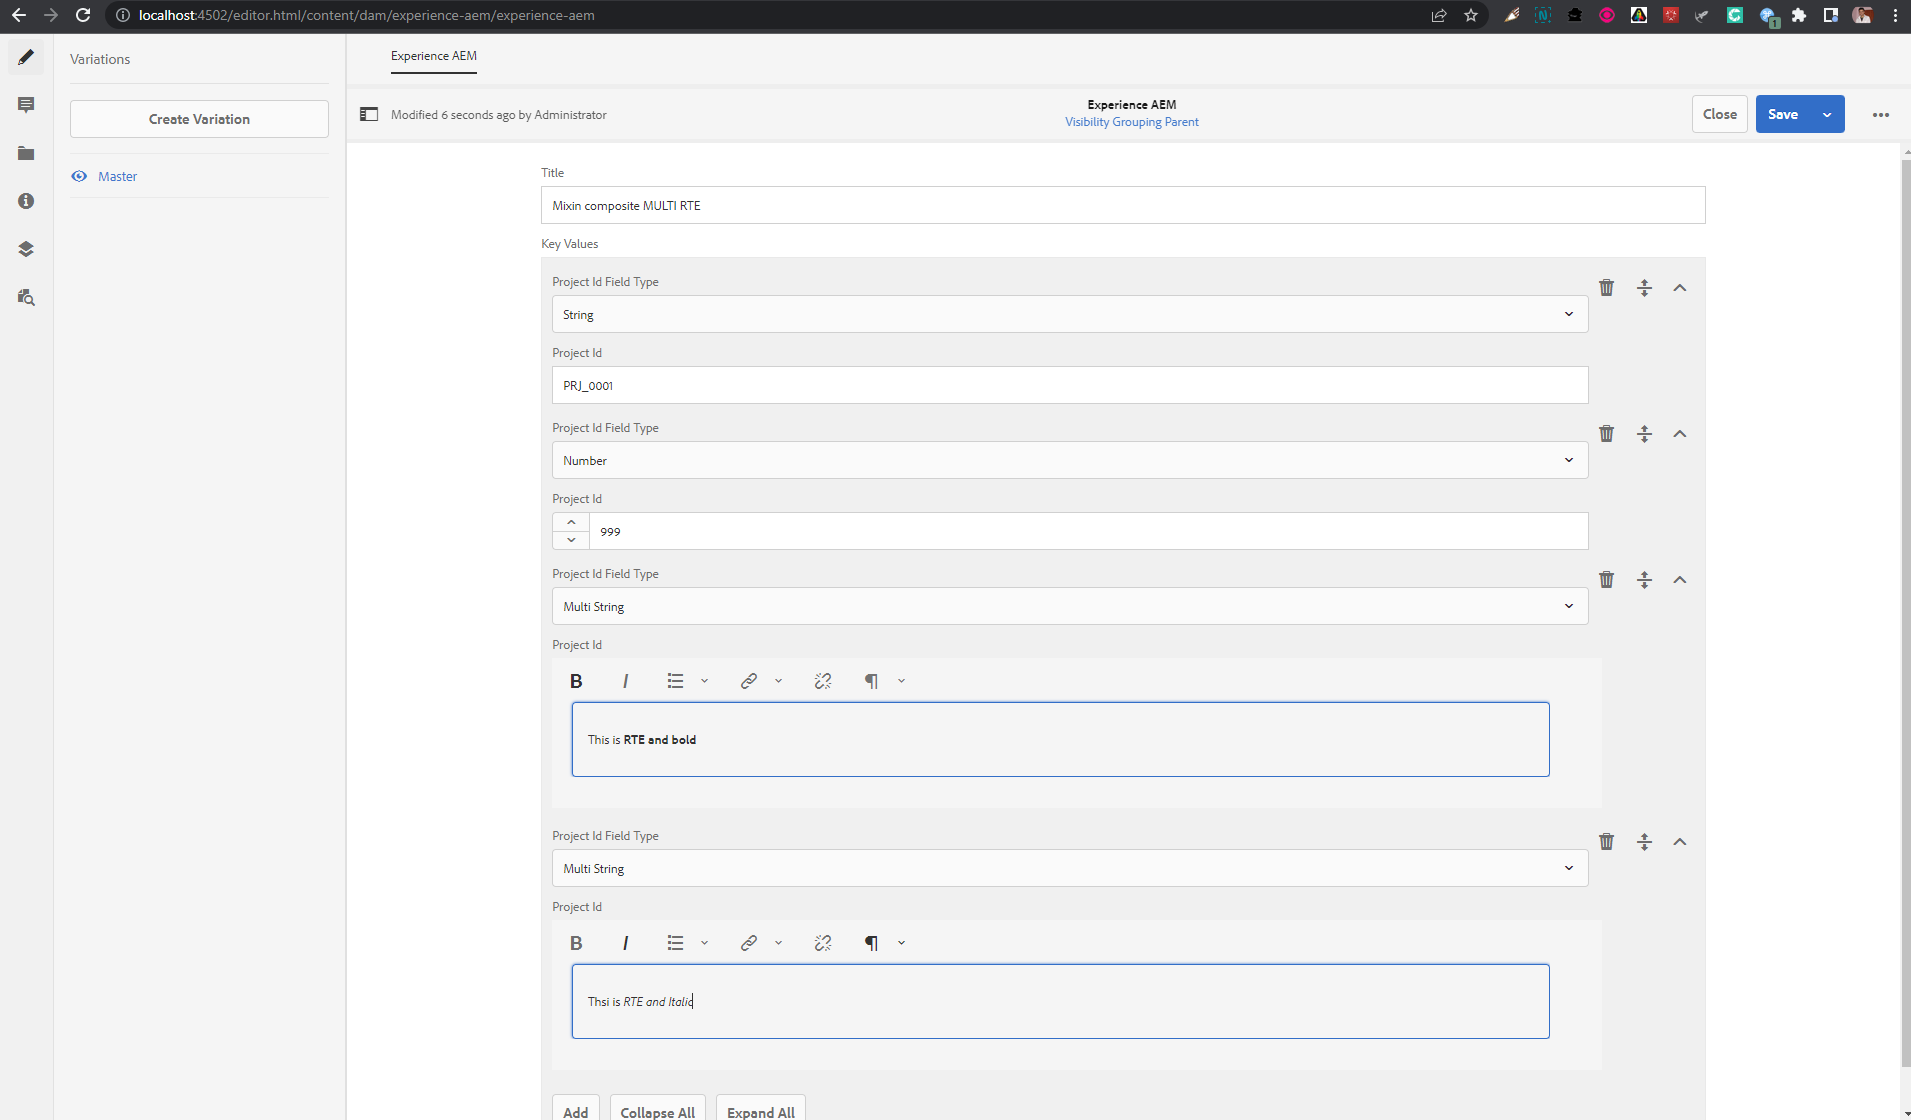 localhost:4502/editor.html/content/dam/experience-aem/experience-aem
1
Variations
Create Variation
Master
Experience AEM
Modified 6 seconds ago by Administrator
Experience AEM
Visibility Grouping Parent
Close
Save
Title
Mixin composite MULTI RTE
Key Values
Project Id Field Type
String
Project Id
PRJ_0001
Project Id Field Type
Number
Project Id
999
Project Id Field Type
Multi String
Project Id
B I
This is RTE and bold
Project Id Field Type
Multi String
Project Id
B I
Thsi is RTE and Italic
Add
Collapse All
Expand All